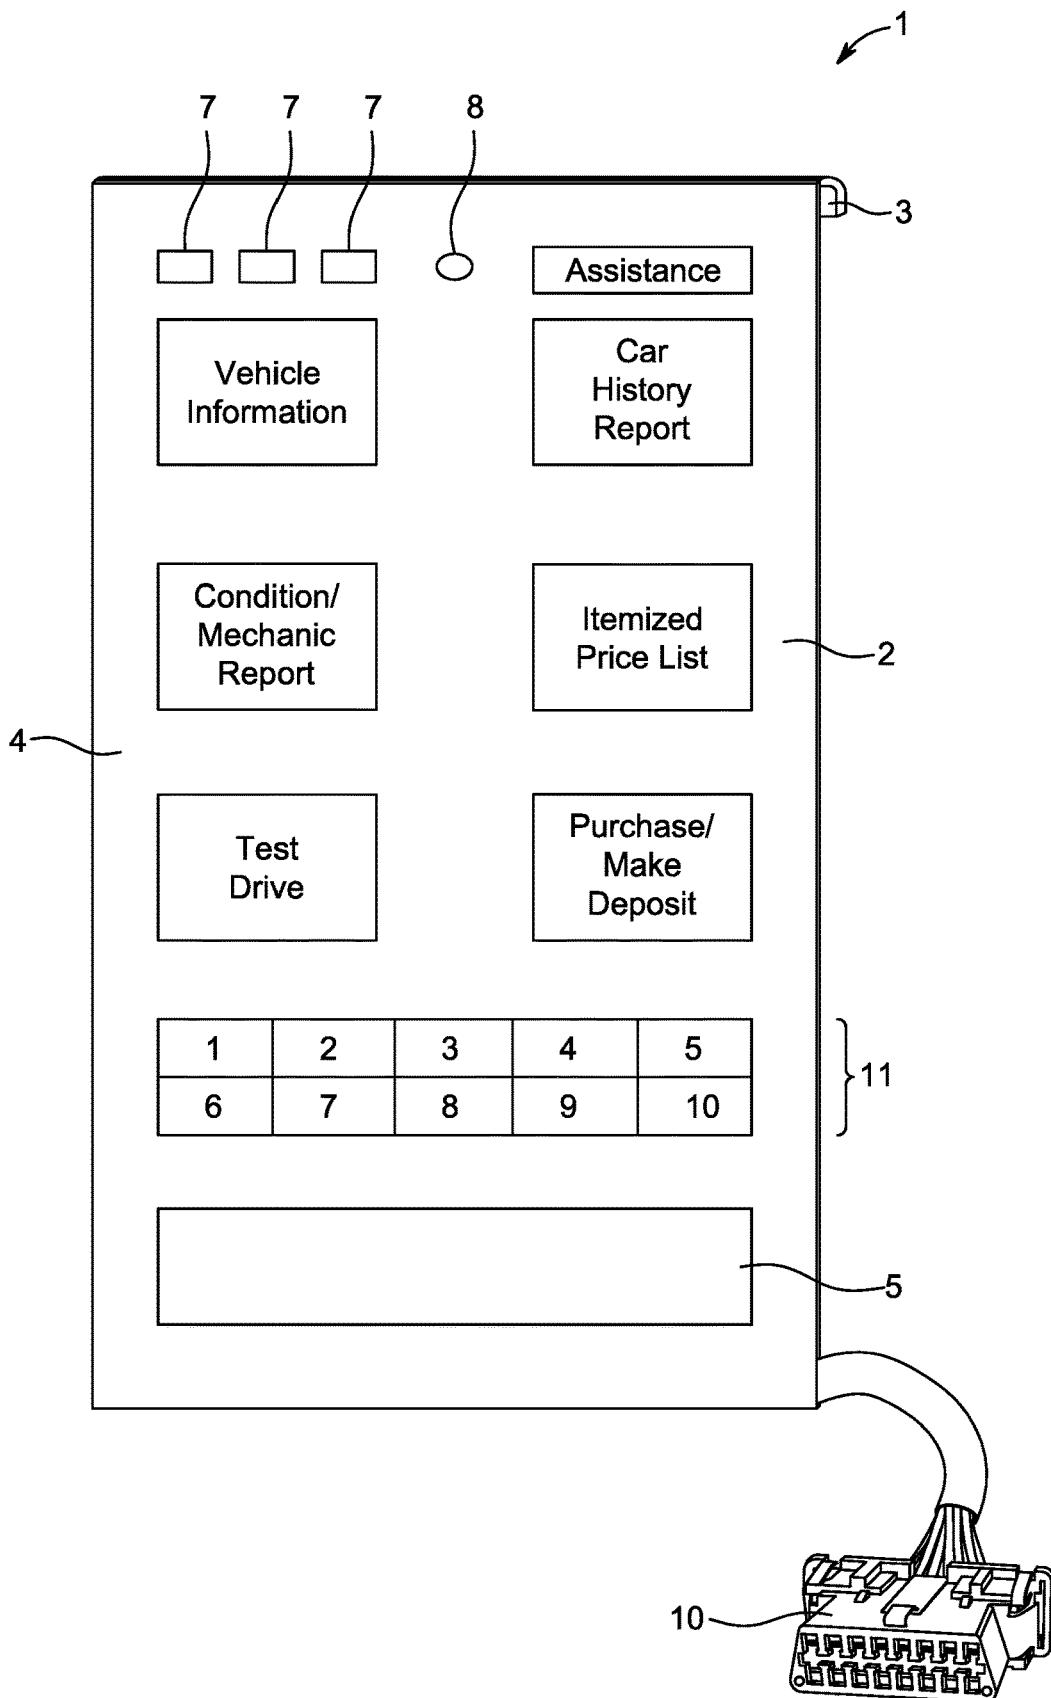 1
7 7 7 8
3
Assistance
Vehicle
Information
Car
History
Report
Condition/
Mechanic
Report
Itemized
Price List
2
4
Test
Drive
Purchase/
Make
Deposit
1 2 3 4 5
6 7 8 9 10
11
5
10